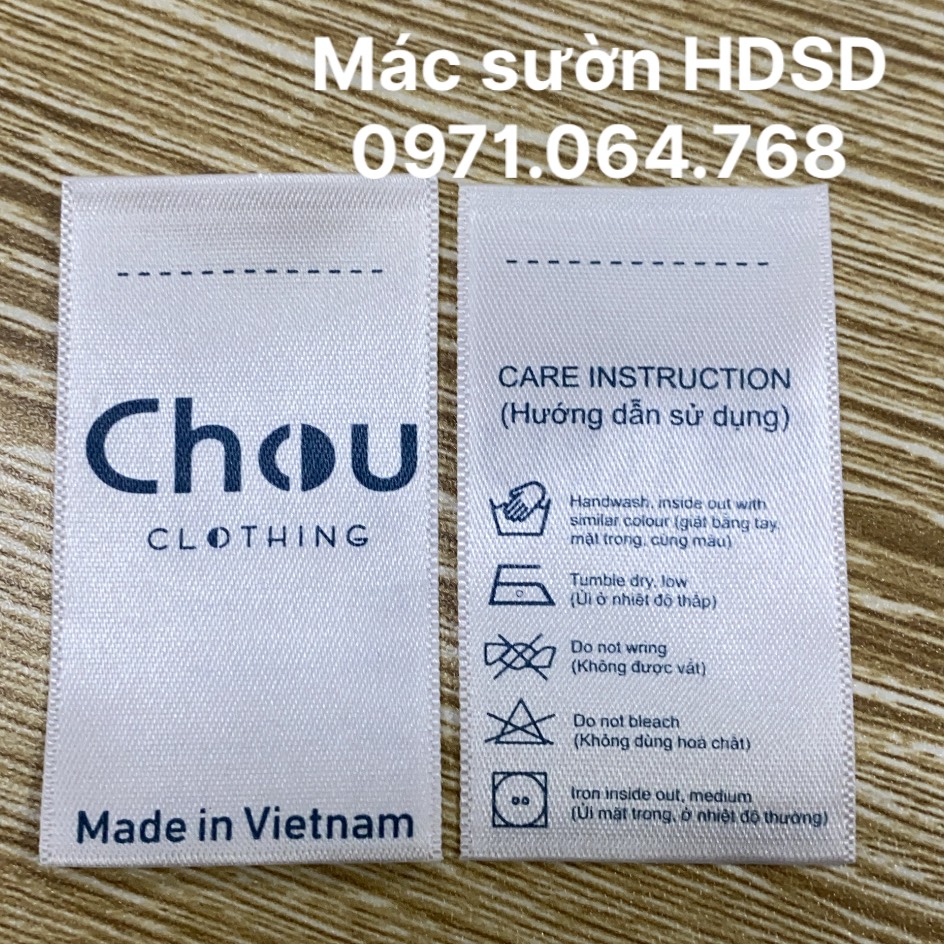 Mác sườn HDSD
0971.064.768
Chou
CLOTHING
Made in Vietnam
CARE INSTRUCTION
(Hướng dẫn sử dụng)
Handwash, inside out with
similar colour (giặt bằng tay,
mặt trong, cùng màu)
Tumble dry, low
(Ủi ở nhiệt độ thấp)
Do not wring
(Không được vắt)
Do not bleach
(Không dùng hoá chất)
Iron inside out, medium
(Ủi mặt trong, ở nhiệt độ thường)